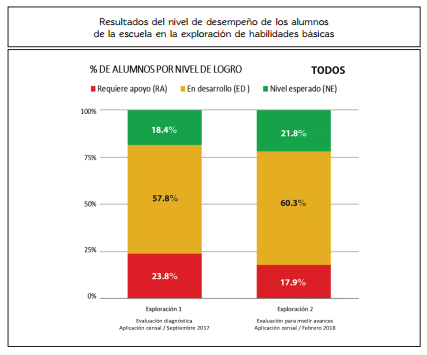 Resultados del nivel de desempeño de los alumnos
de la escuela en la exploración de habilidades básicas
% DE ALUMNOS POR NIVEL DE LOGRO
TODOS
Requiere apoyo (RA)
En desarrollo (ED )
Nivel esperado (NE)
100%
75%
50%
25%
0%
18.4%
57.8%
23.8%
21.8%
60.3%
17.9%
Exploración 1
Evaluación diagnóstica
Aplicación censal / Septiembre 2017
Exploración 2
Evaluación para medir avances
Aplicación censal / Febrero 2018